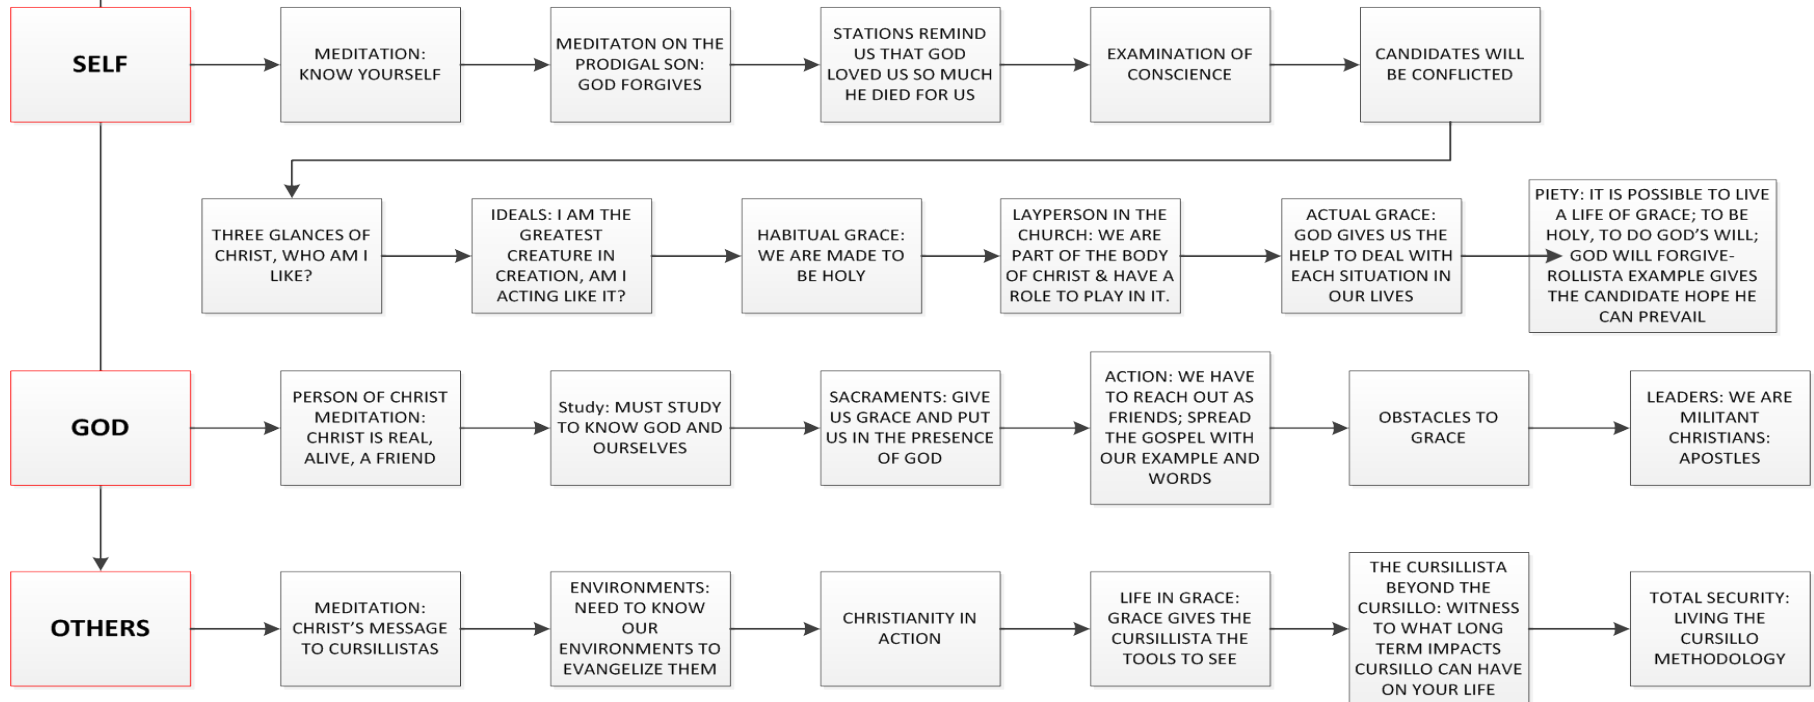 SELF
MEDITATION:
KNOW YOURSELF
MEDITATON ON THE
PRODIGAL SON:
GOD FORGIVES
STATIONS REMIND
US THAT GOD
LOVED US SO MUCH
HE DIED FOR US
EXAMINATION OF
CONSCIENCE
CANDIDATES WILL
BE CONFLICTED
THREE GLANCES OF
CHRIST, WHO AM I
LIKE?
IDEALS: I AM THE
GREATEST
CREATURE IN
CREATION, AM I
ACTING LIKE IT?
HABITUAL GRACE:
WE ARE MADE TO
BE HOLY
LAYPERSON IN THE
CHURCH: WE ARE
PART OF THE BODY
OF CHRIST & HAVE A
ROLE TO PLAY IN IT.
ACTUAL GRACE:
GOD GIVES US THE
HELP TO DEAL WITH
EACH SITUATION IN
OUR LIVES
PIETY: IT IS POSSIBLE TO LIVE
A LIFE OF GRACE; TO BE
HOLY, TO DO GOD’S WILL;
GOD WILL FORGIVE-
ROLLISTA EXAMPLE GIVES
THE CANDIDATE HOPE HE
CAN PREVAIL
GOD
PERSON OF CHRIST
MEDITATION:
CHRIST IS REAL,
ALIVE, A FRIEND
Study: MUST STUDY
TO KNOW GOD AND
OURSELVES
SACRAMENTS: GIVE
US GRACE AND PUT
US IN THE PRESENCE
OF GOD
ACTION: WE HAVE
TO REACH OUT AS
FRIENDS; SPREAD
THE GOSPEL WITH
OUR EXAMPLE AND
WORDS
OBSTACLES TO
GRACE
LEADERS: WE ARE
MILITANT
CHRISTIANS:
APOSTLES
OTHERS
MEDITATION:
CHRIST’S MESSAGE
TO CURSILLISTAS
ENVIRONMENTS:
NEED TO KNOW
OUR
ENVIRONMENTS TO
EVANGELIZE THEM
CHRISTIANITY IN
ACTION
LIFE IN GRACE:
GRACE GIVES THE
CURSILLISTA THE
TOOLS TO SEE
THE CURSILLISTA
BEYOND THE
CURSILLO: WITNESS
TO WHAT LONG
TERM IMPACTS
CURSILLO CAN HAVE
ON YOUR LIFE
TOTAL SECURITY:
LIVING THE
CURSILLO
METHODOLOGY